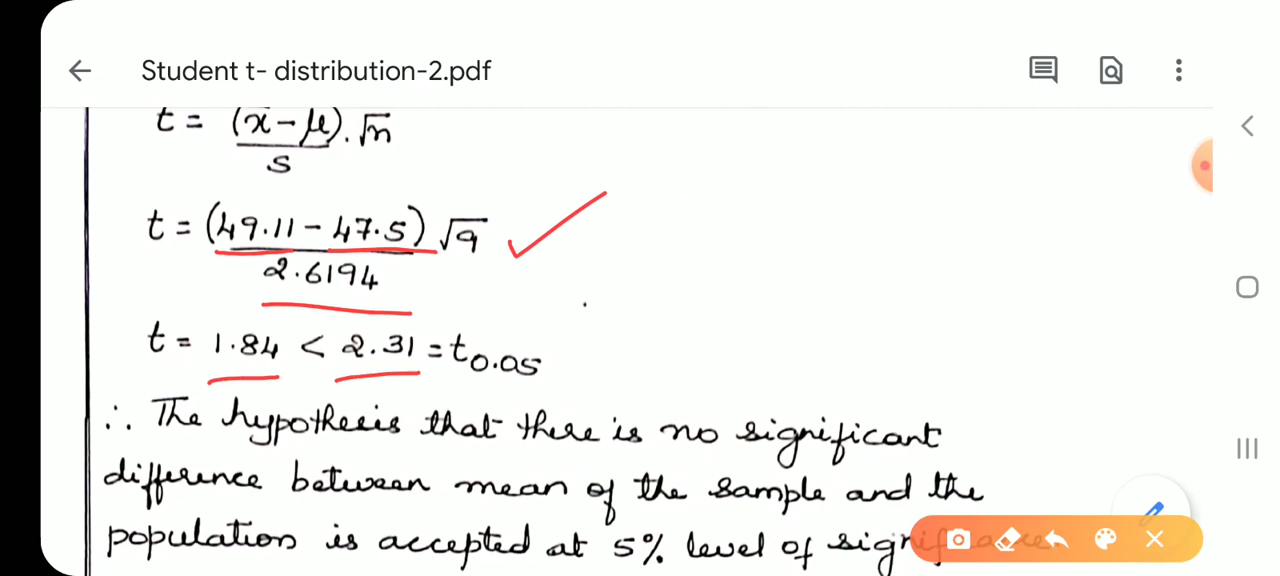 Student t- distribution-2.pdf
t = (x̄ - μ) . √n
s
t = (49.11 - 47.5) √9
2.6194
t = 1.84 < 2.31 = t0.05
∴ The hypothesis that there is no significant
difference between mean of the sample and the
population is accepted at 5% level of significance.